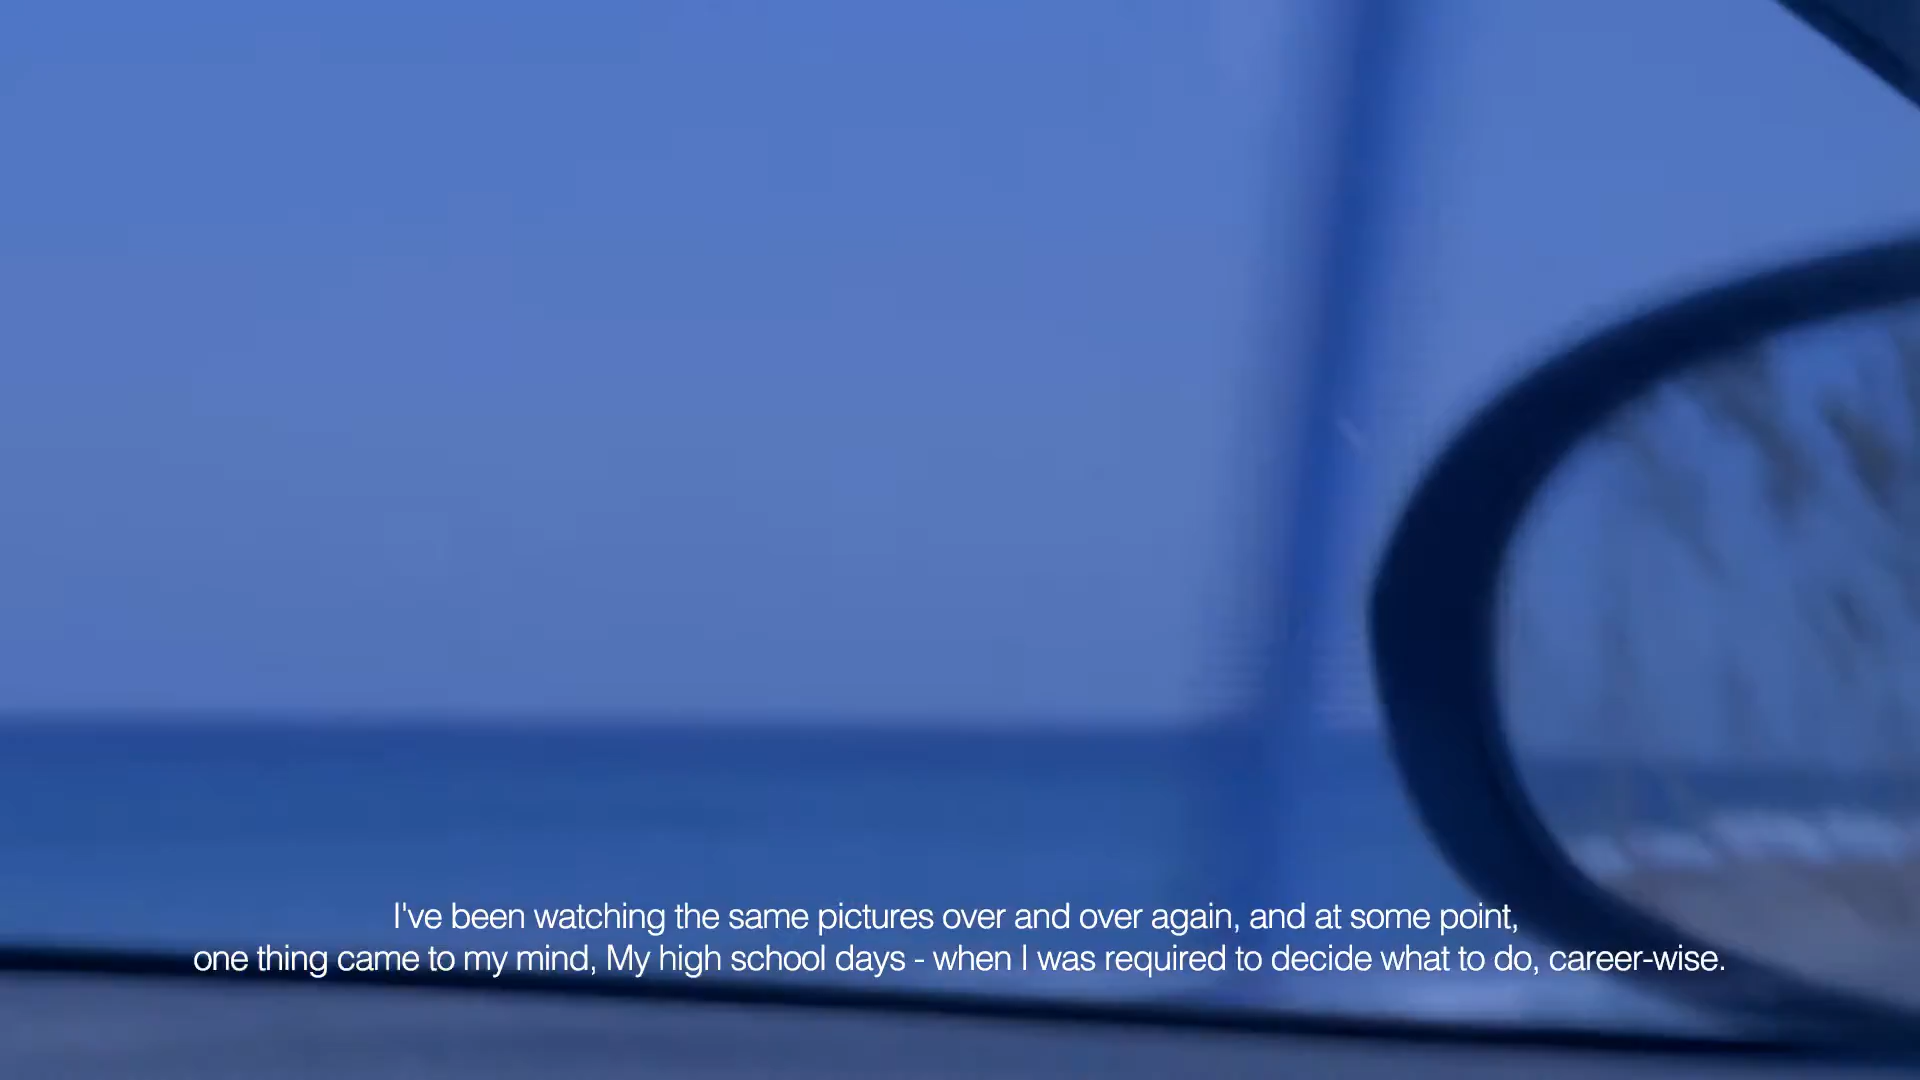 I've been watching the same pictures over and over again, and at some point,
one thing came to my mind, My high school days - when I was required to decide what to do, career-wise.